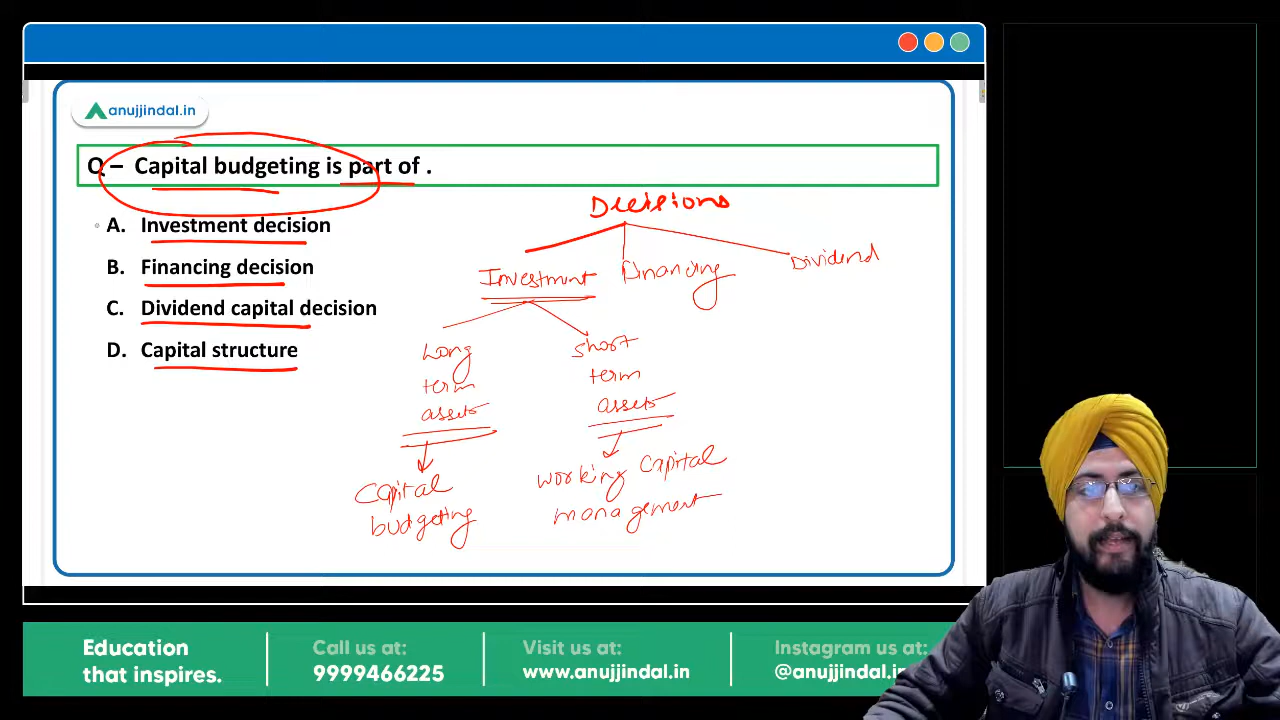 anujjindal.in
Q – Capital budgeting is part of .
A. Investment decision
B. Financing decision
C. Dividend capital decision
D. Capital structure
Decisions
Investment Financing Dividend
Long term assets
short term assets
Capital budgeting
working capital management
Education
that inspires.
Call us at:
9999466225
Visit us at:
www.anujjindal.in
Instagram us at:
@anujjindal.in